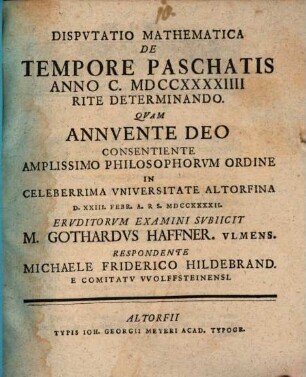 10.
DISPVTATIO MATHEMATICA
DE
TEMPORE PASCHATIS
ANNO C. MDCCXXXXIIII
RITE DETERMINANDO.
QVAM
ANNVENTE DEO
CONSENTIENTE
AMPLISSIMO PHILOSOPHORVM ORDINE
IN
CELEBERRIMA VNIVERSITATE ALTORFINA
D. XXIII. FEBR. A. R S. MDCCXXXXII.
ERVDITORVM EXAMINI SVBIICIT
M. GOTHARDVS HAFFNER. VLMENS.
RESPONDENTE
MICHAELE FRIDERICO HILDEBRAND.
E COMITATV VVOLFFSTEINENSI.
ALTORFII
TYPIS IOH. GEORGII MEYERI ACAD. TYPOGR.